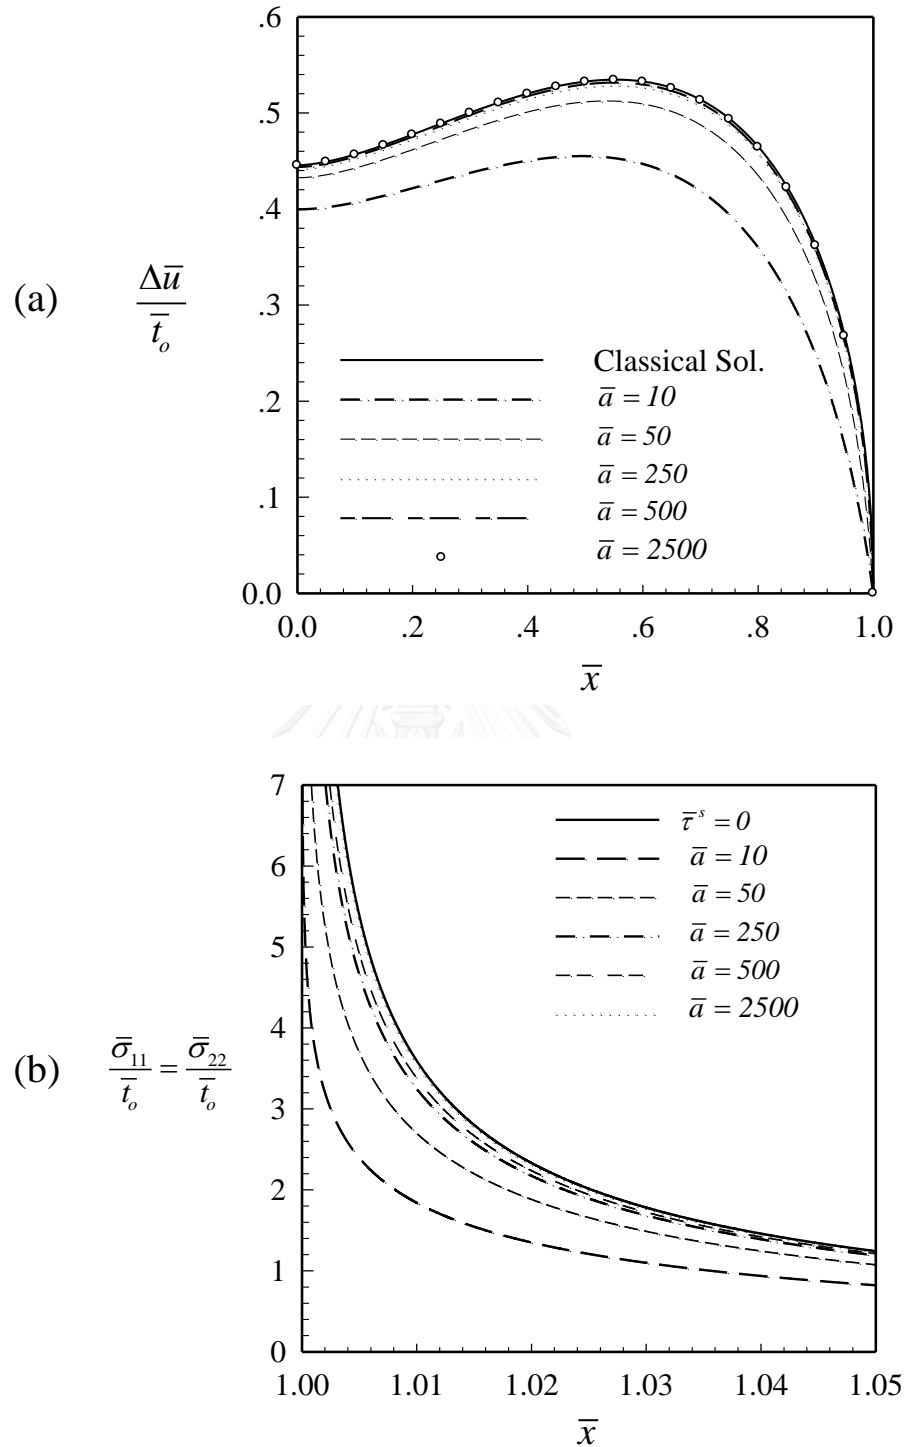 (a)
Δu̅ / t̅ₒ
.6
.5
.4
.3
.2
.1
0.0
Classical Sol.
a̅ = 10
a̅ = 50
a̅ = 250
a̅ = 500
a̅ = 2500
0.0 .2 .4 .6 .8 1.0
x̅
(b)
σ̅₁₁ / t̅ₒ = σ̅₂₂ / t̅ₒ
7
6
5
4
3
2
1
0
τ̅ˢ = 0
a̅ = 10
a̅ = 50
a̅ = 250
a̅ = 500
a̅ = 2500
1.00 1.01 1.02 1.03 1.04 1.05
x̅